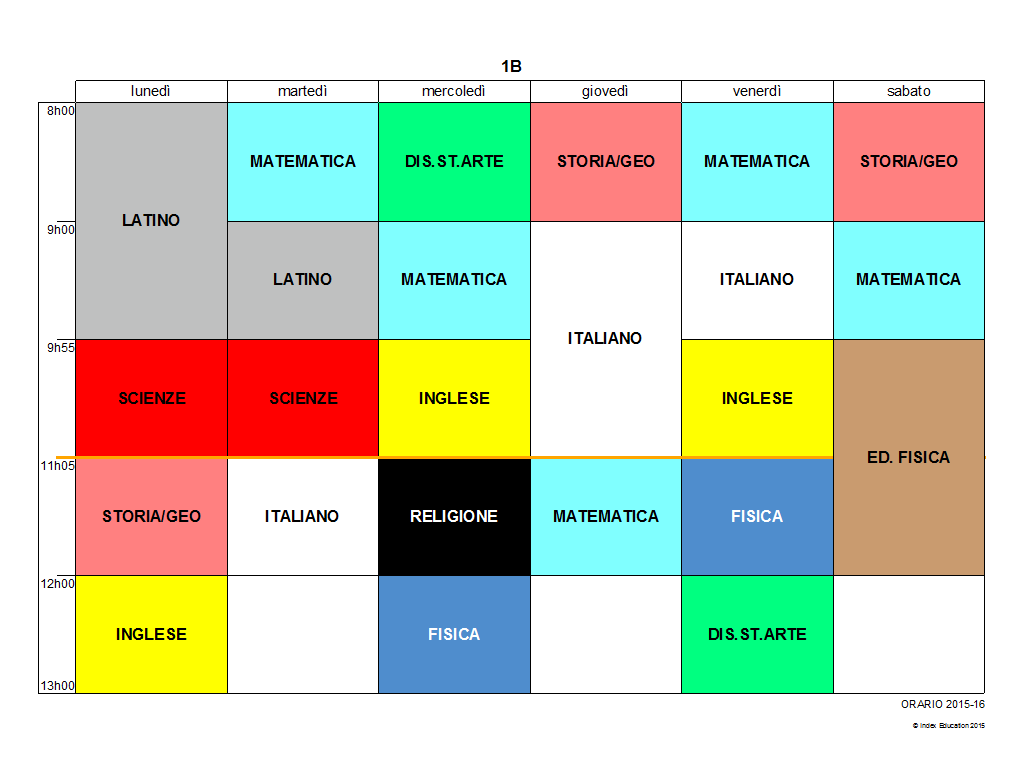 1B
lunedì martedì mercoledì giovedì venerdì sabato
8h00
MATEMATICA DIS.ST.ARTE STORIA/GEO MATEMATICA STORIA/GEO
LATINO
9h00
LATINO MATEMATICA ITALIANO MATEMATICA
ITALIANO
9h55
SCIENZE SCIENZE INGLESE INGLESE
ED. FISICA
11h05
STORIA/GEO ITALIANO RELIGIONE MATEMATICA FISICA
12h00
INGLESE FISICA DIS.ST.ARTE
13h00
ORARIO 2015-16
© Index Education 2015